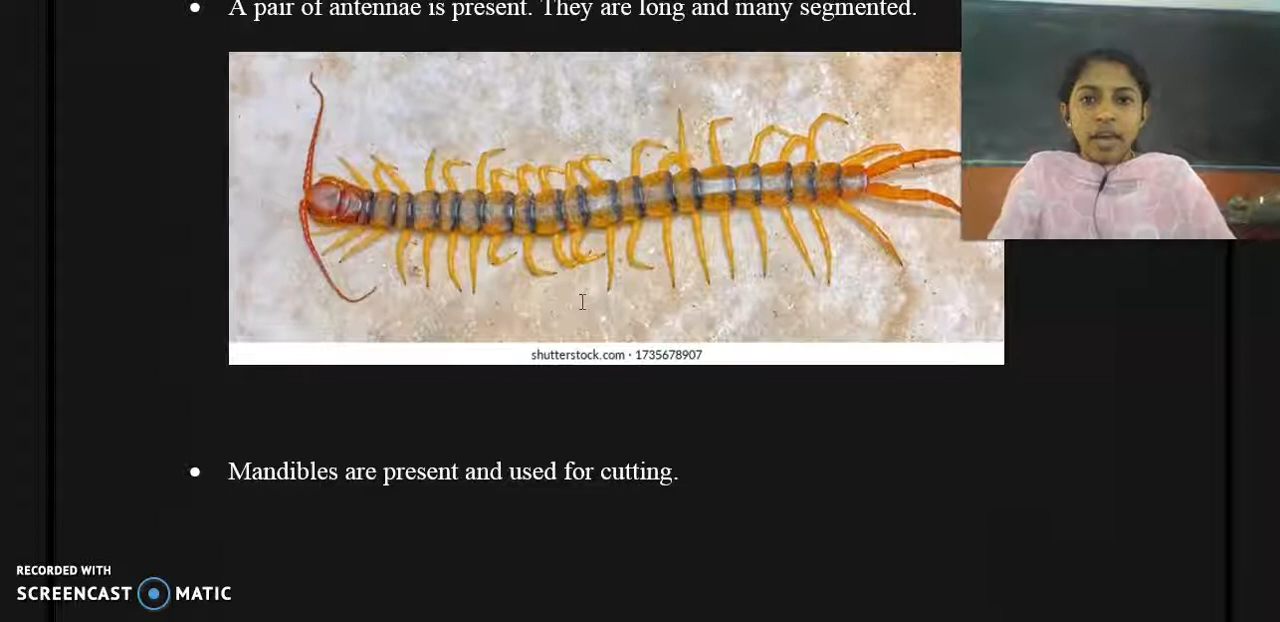 A pair of antennae is present. They are long and many segmented.
shutterstock.com · 1735678907
Mandibles are present and used for cutting.
RECORDED WITH
SCREENCAST MATIC